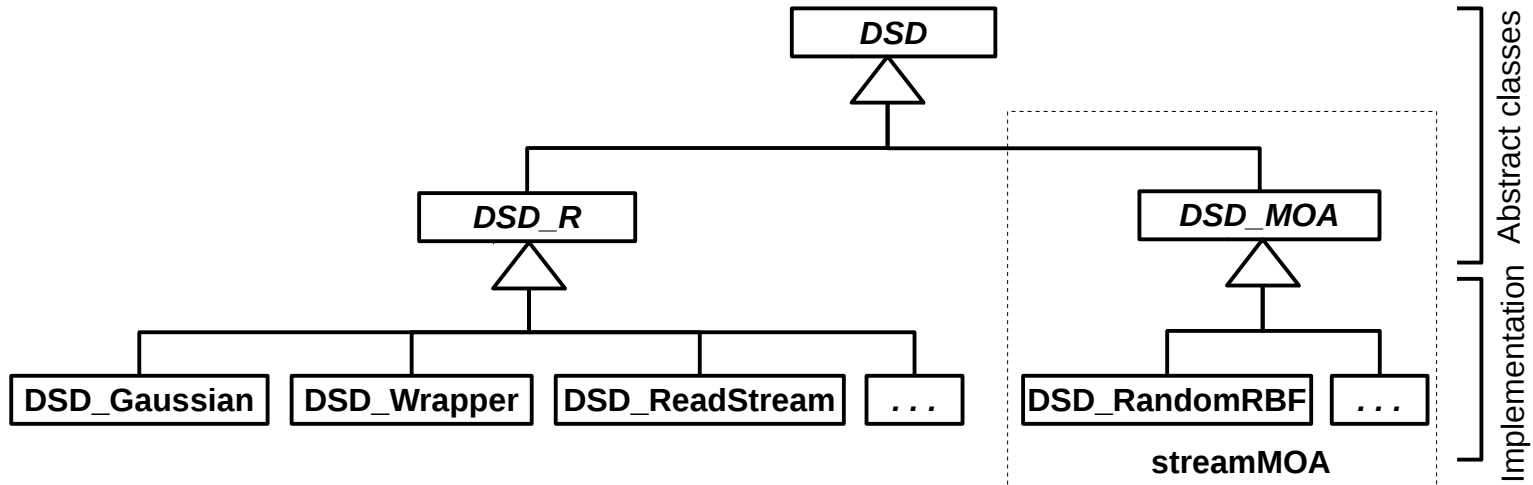 DSD
Abstract classes
DSD_R
DSD_MOA
DSD_Gaussian
DSD_Wrapper
DSD_ReadStream
. . .
DSD_RandomRBF
. . .
Implementation
streamMOA